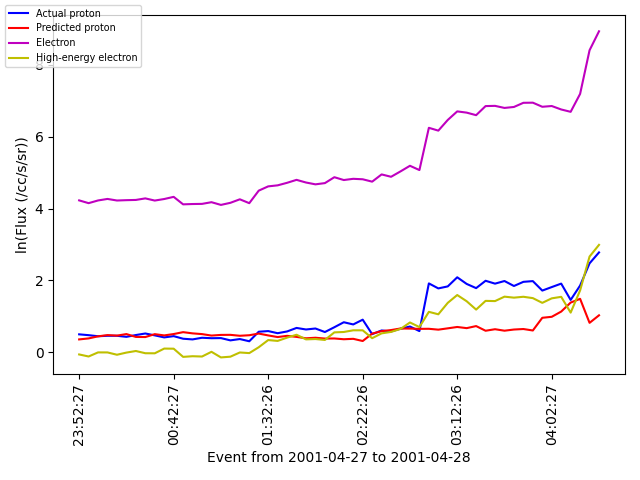 Actual proton
Predicted proton
Electron
High-energy electron
8
6
4
2
0
ln(Flux (/cc/s/sr))
23:52:27
00:42:27
01:32:26
02:22:26
03:12:26
04:02:27
Event from 2001-04-27 to 2001-04-28